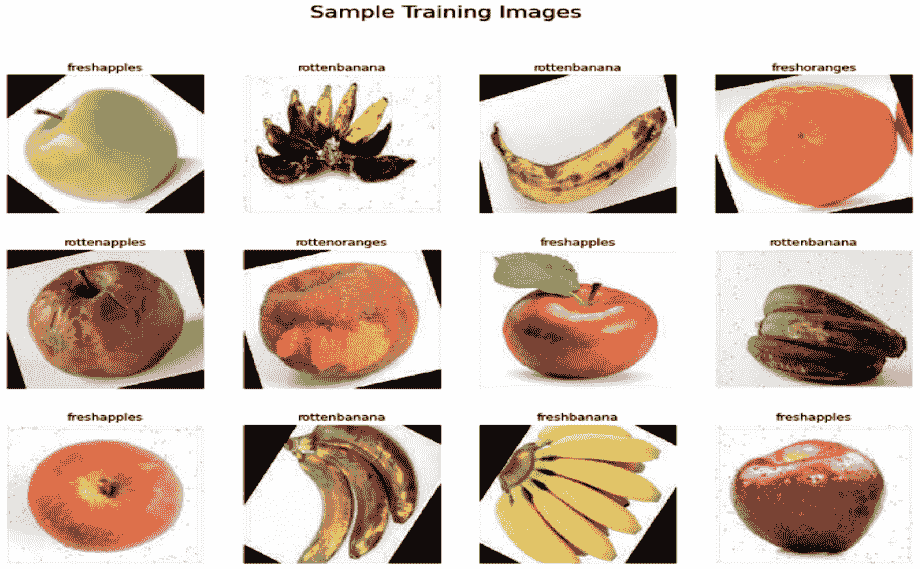 Sample Training Images
freshapples rottenbanana rottenbanana freshoranges
rottenapples rottenoranges freshapples rottenbanana
freshapples rottenbanana freshbanana freshapples